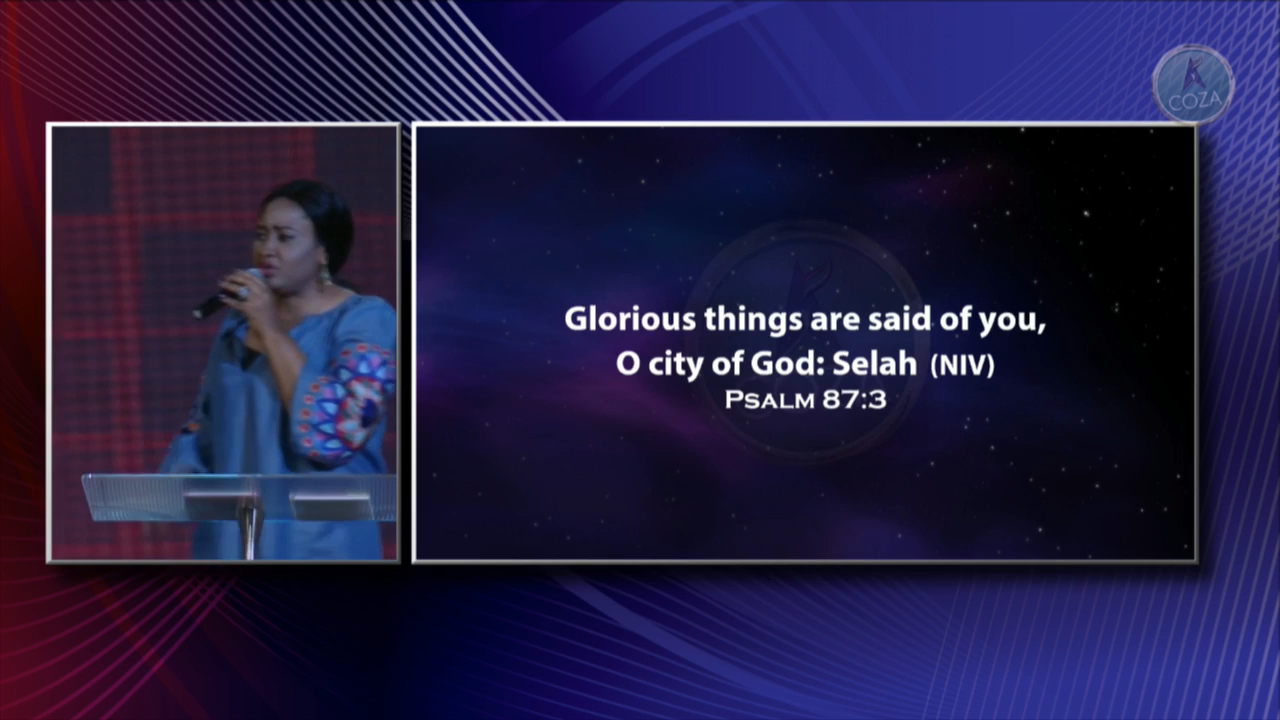 COZA
Glorious things are said of you,
O city of God: Selah (NIV)
PSALM 87:3